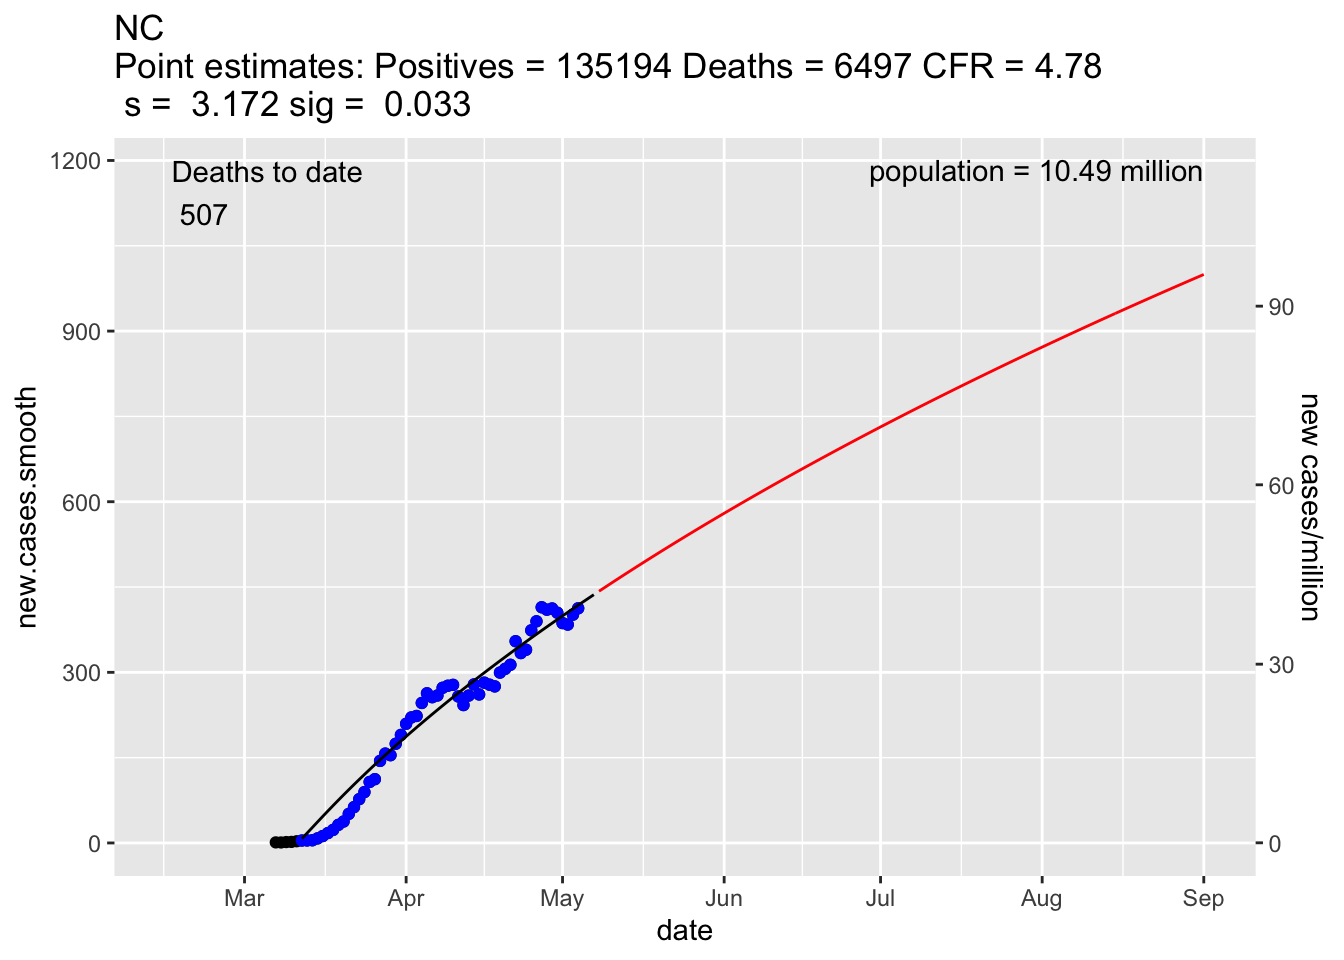 NC
Point estimates: Positives = 135194 Deaths = 6497 CFR = 4.78
s = 3.172 sig = 0.033
1200
900
600
300
0
Deaths to date
507
population = 10.49 million
90
60
30
0
new.cases.smooth
new cases/million
Mar
Apr
May
Jun
Jul
Aug
Sep
date